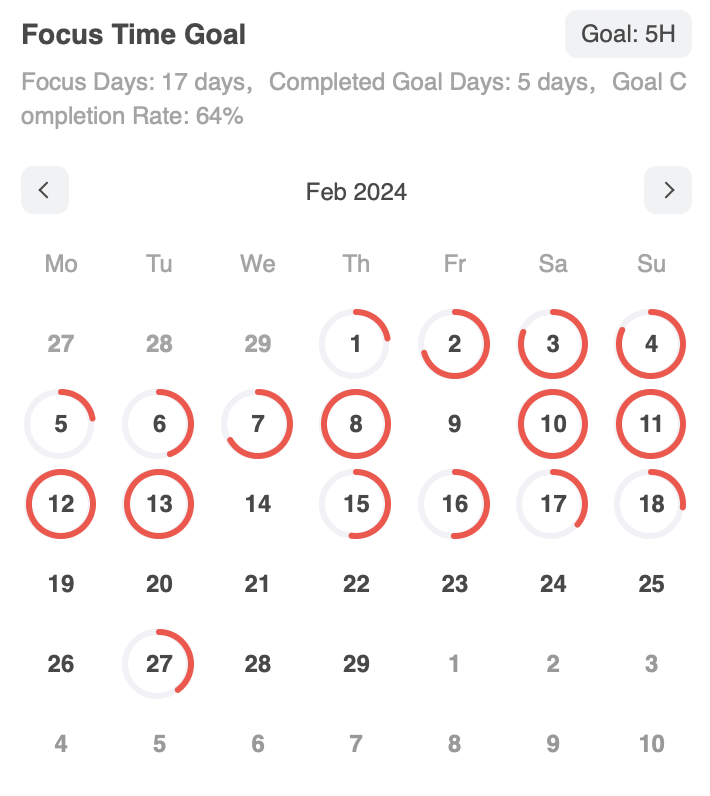 Focus Time Goal
Goal: 5H
Focus Days: 17 days,  Completed Goal Days: 5 days,  Goal C
ompletion Rate: 64%
Feb 2024
Mo Tu We Th Fr Sa Su
27 28 29 1 2 3 4
5 6 7 8 9 10 11
12 13 14 15 16 17 18
19 20 21 22 23 24 25
26 27 28 29 1 2 3
4 5 6 7 8 9 10